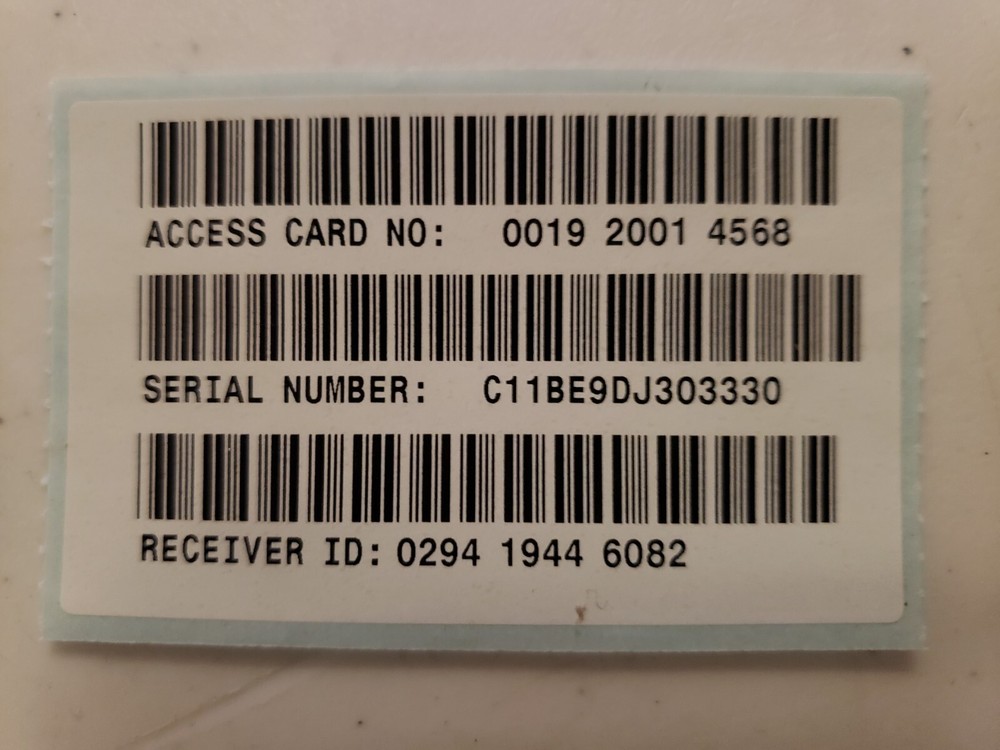 ACCESS CARD NO: 0019 2001 4568
SERIAL NUMBER: C11BE9DJ303330
RECEIVER ID: 0294 1944 6082